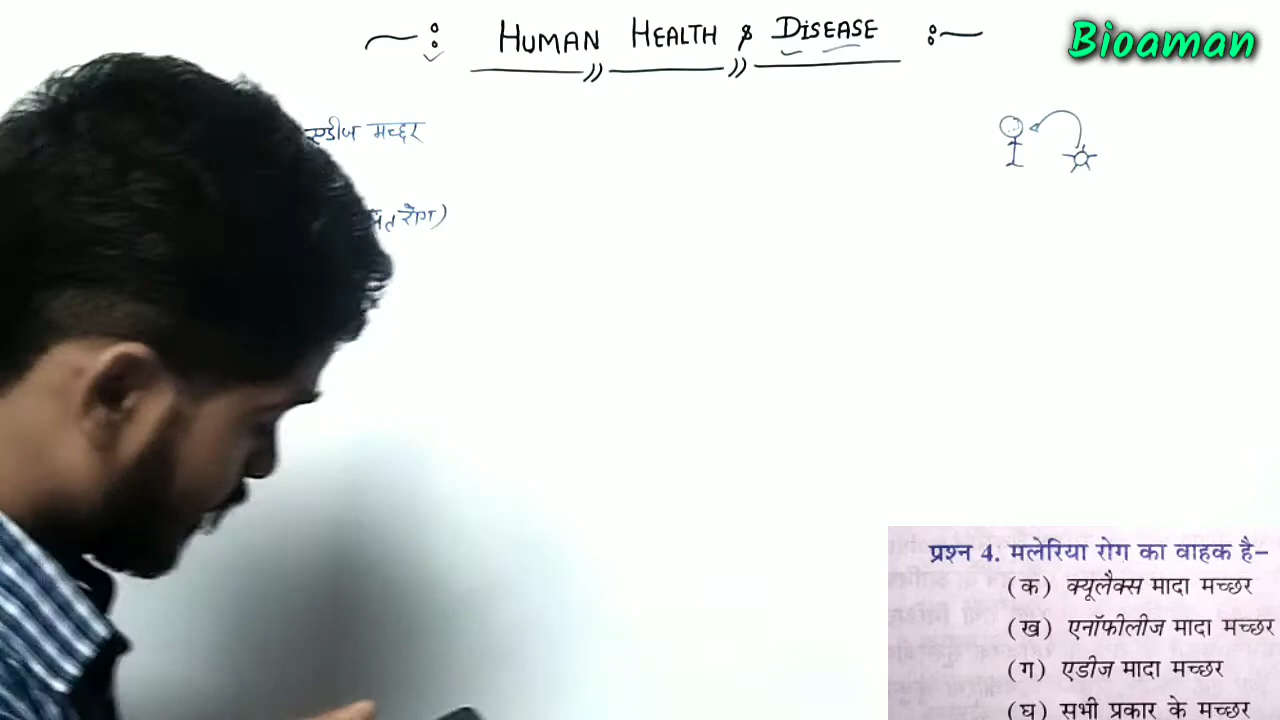 HUMAN HEALTH & DISEASE
Bioaman
एडीज मच्छर
रोग)
प्रश्न 4. मलेरिया रोग का वाहक है–
(क) क्यूलैक्स मादा मच्छर
(ख) एनॉफीलीज मादा मच्छर
(ग) एडीज मादा मच्छर
(घ) सभी प्रकार के मच्छर